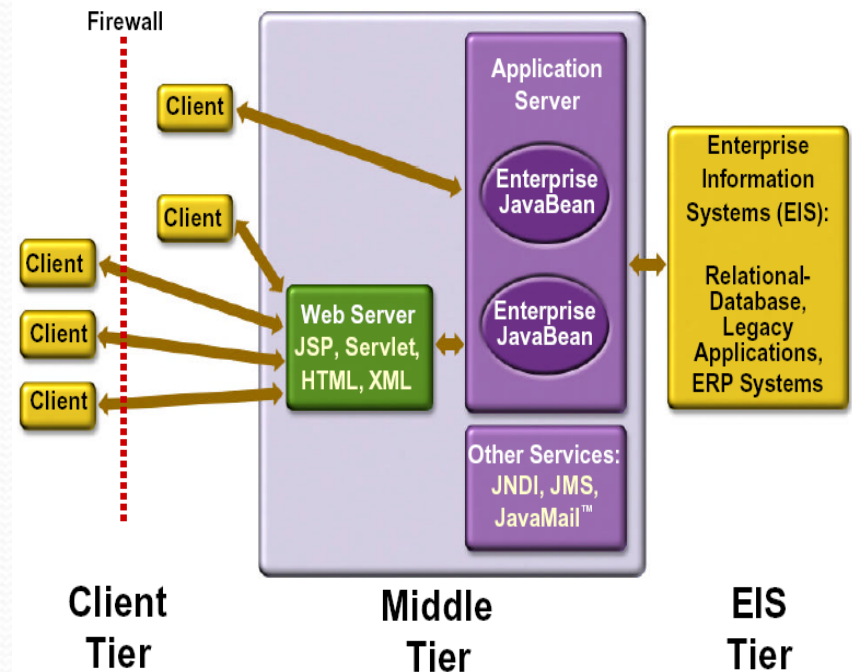 Firewall
Client
Client
Client
Client
Client
Web Server
JSP, Servlet,
HTML, XML
Application
Server
Enterprise
JavaBean
Enterprise
JavaBean
Other Services:
JNDI, JMS,
JavaMail™
Enterprise
Information
Systems (EIS):
Relational-
Database,
Legacy
Applications,
ERP Systems
Client
Tier
Middle
Tier
EIS
Tier